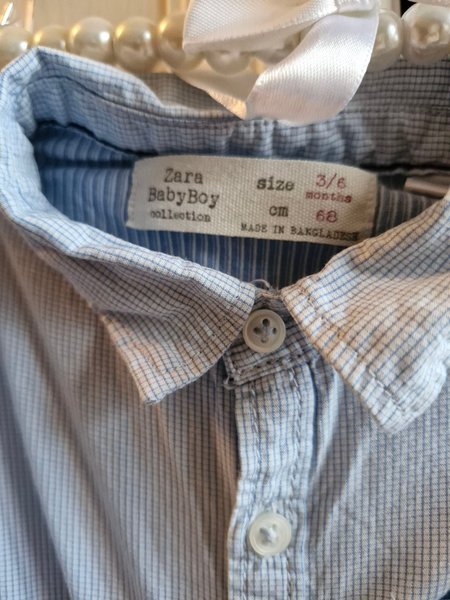 Zara
BabyBoy
collection
size 3/6
months
cm 68
MADE IN BANGLADESH